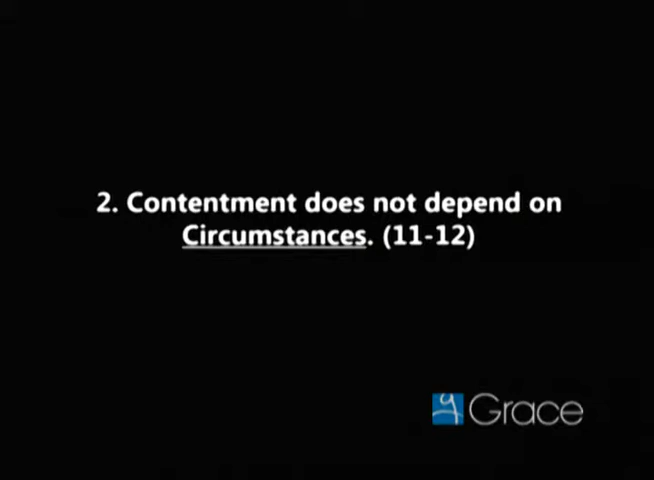 2. Contentment does not depend on
Circumstances. (11-12)
Grace